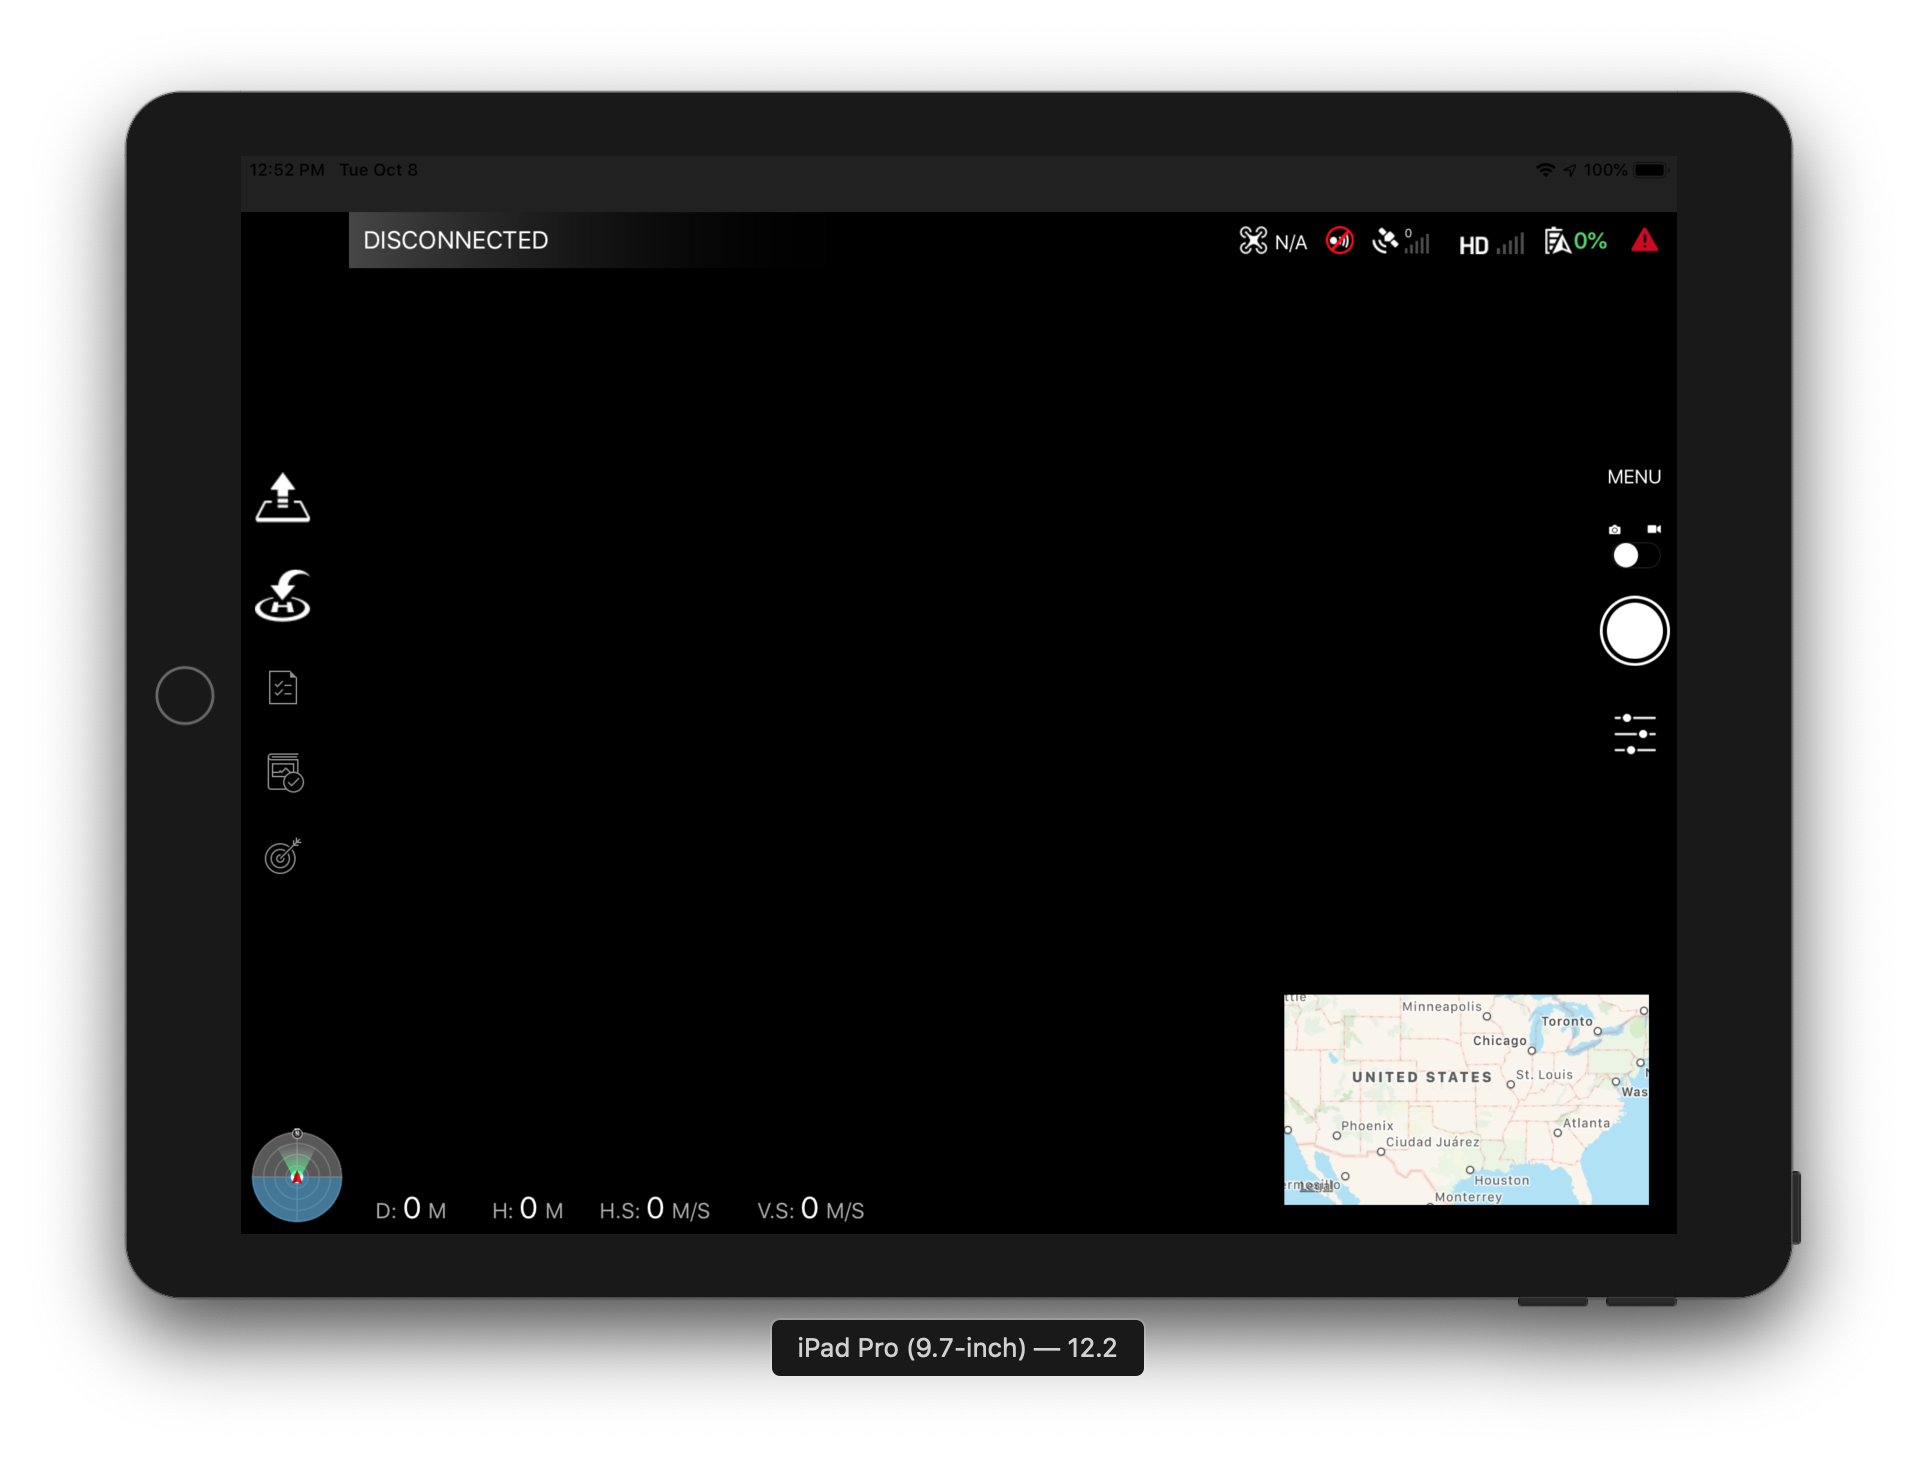 12:52 PM Tue Oct 8 100%
DISCONNECTED N/A 0 HD 0%
MENU
Minneapolis
Toronto
Chicago
UNITED STATES St. Louis
Was
Phoenix Atlanta
Ciudad Juárez
Houston
Legal
Monterrey
D: 0 M H: 0 M H.S: 0 M/S V.S: 0 M/S
iPad Pro (9.7-inch) — 12.2